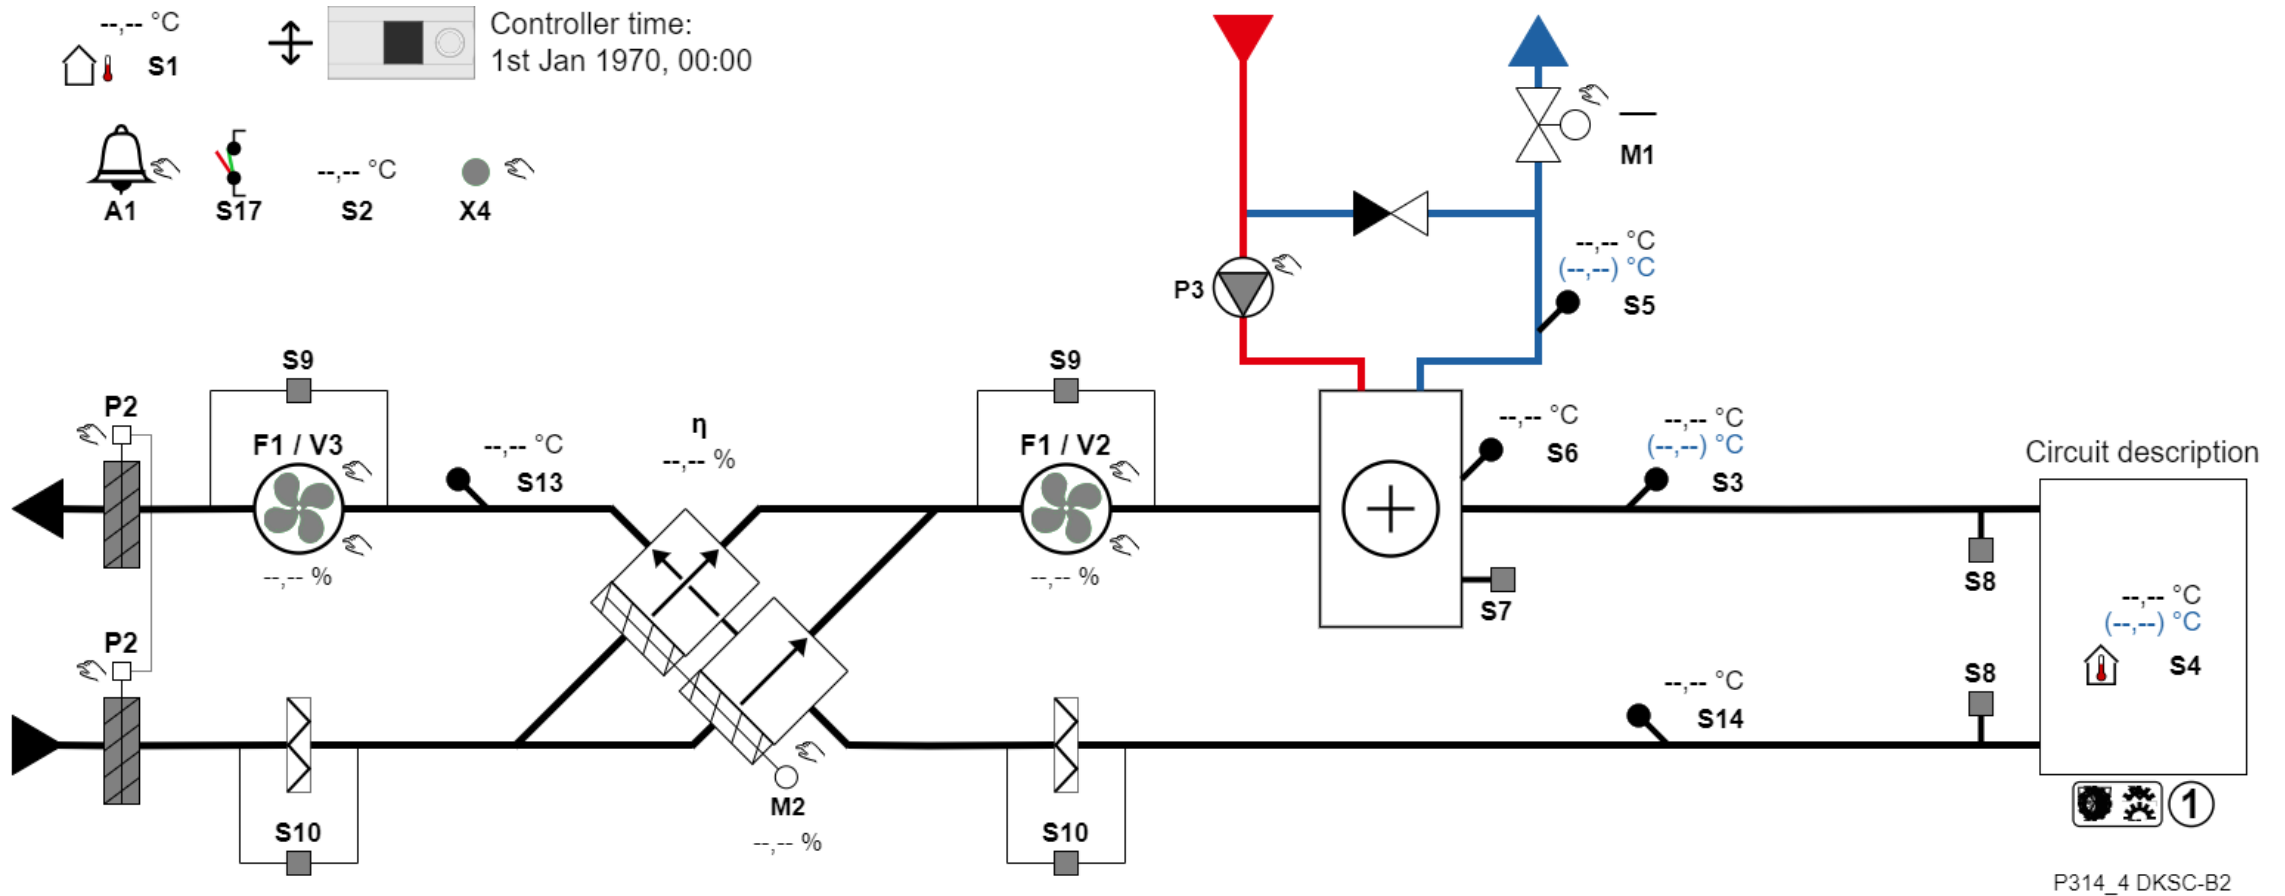 --,-- °C
S1
Controller time:
1st Jan 1970, 00:00
A1
S17
--,-- °C
S2
X4
M1
--,-- °C
(--,--) °C
S5
P3
S9
P2
F1 / V3
--,-- %
--,-- °C
S13
η
--,-- %
S9
F1 / V2
--,-- %
--,-- °C
S6
S7
--,-- °C
(--,--) °C
S3
S8
Circuit description
--,-- °C
(--,--) °C
S4
P2
S10
M2
--,-- %
S10
--,-- °C
S14
S8
1
P314_4 DKSC-B2